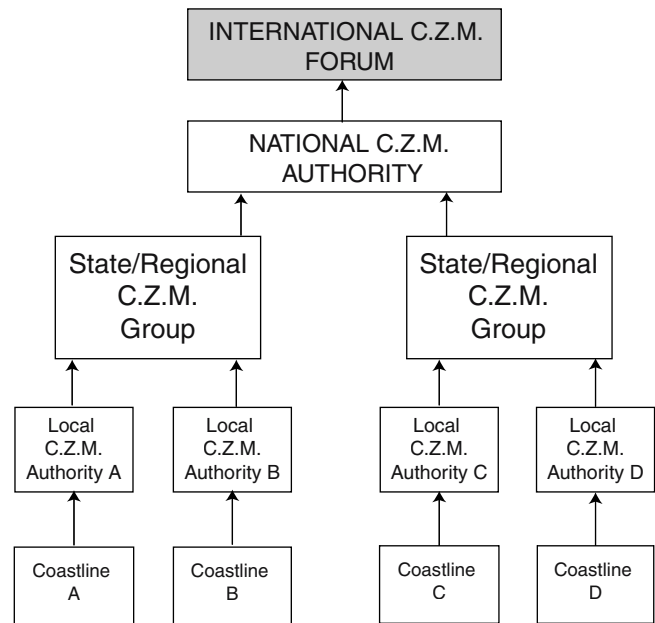 INTERNATIONAL C.Z.M.
FORUM
NATIONAL C.Z.M.
AUTHORITY
State/Regional
C.Z.M.
Group
State/Regional
C.Z.M.
Group
Local
C.Z.M.
Authority A
Local
C.Z.M.
Authority B
Local
C.Z.M.
Authority C
Local
C.Z.M.
Authority D
Coastline
A
Coastline
B
Coastline
C
Coastline
D